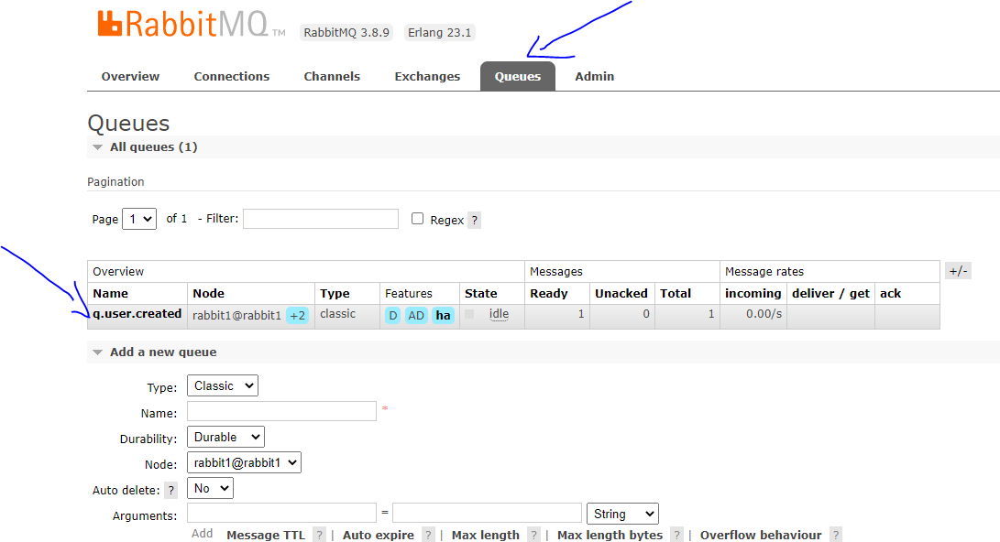 RabbitMQ TM RabbitMQ 3.8.9 Erlang 23.1
Overview Connections Channels Exchanges Queues Admin
Queues
All queues (1)
Pagination
Page 1 of 1 - Filter: Regex ?
Overview Messages Message rates +/-
Name Node Type Features State Ready Unacked Total incoming deliver / get ack
q.user.created rabbit1@rabbit1 +2 classic D AD ha idle 1 0 1 0.00/s
Add a new queue
Type: Classic
Name: *
Durability: Durable
Node: rabbit1@rabbit1
Auto delete: ? No
Arguments: = String
Add Message TTL ? | Auto expire ? | Max length ? | Max length bytes ? | Overflow behaviour ?